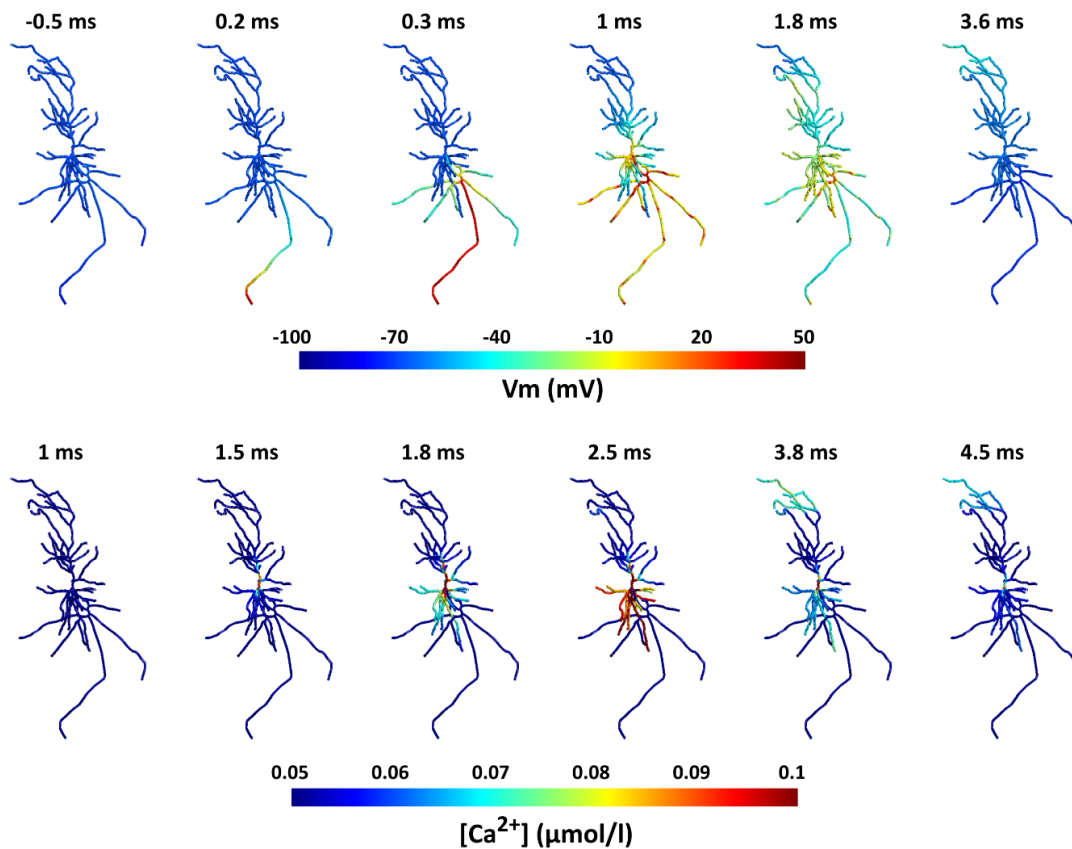 -0.5 ms 0.2 ms 0.3 ms 1 ms 1.8 ms 3.6 ms
-100 -70 -40 -10 20 50
Vm (mV)
1 ms 1.5 ms 1.8 ms 2.5 ms 3.8 ms 4.5 ms
0.05 0.06 0.07 0.08 0.09 0.1
[Ca²⁺] (μmol/l)